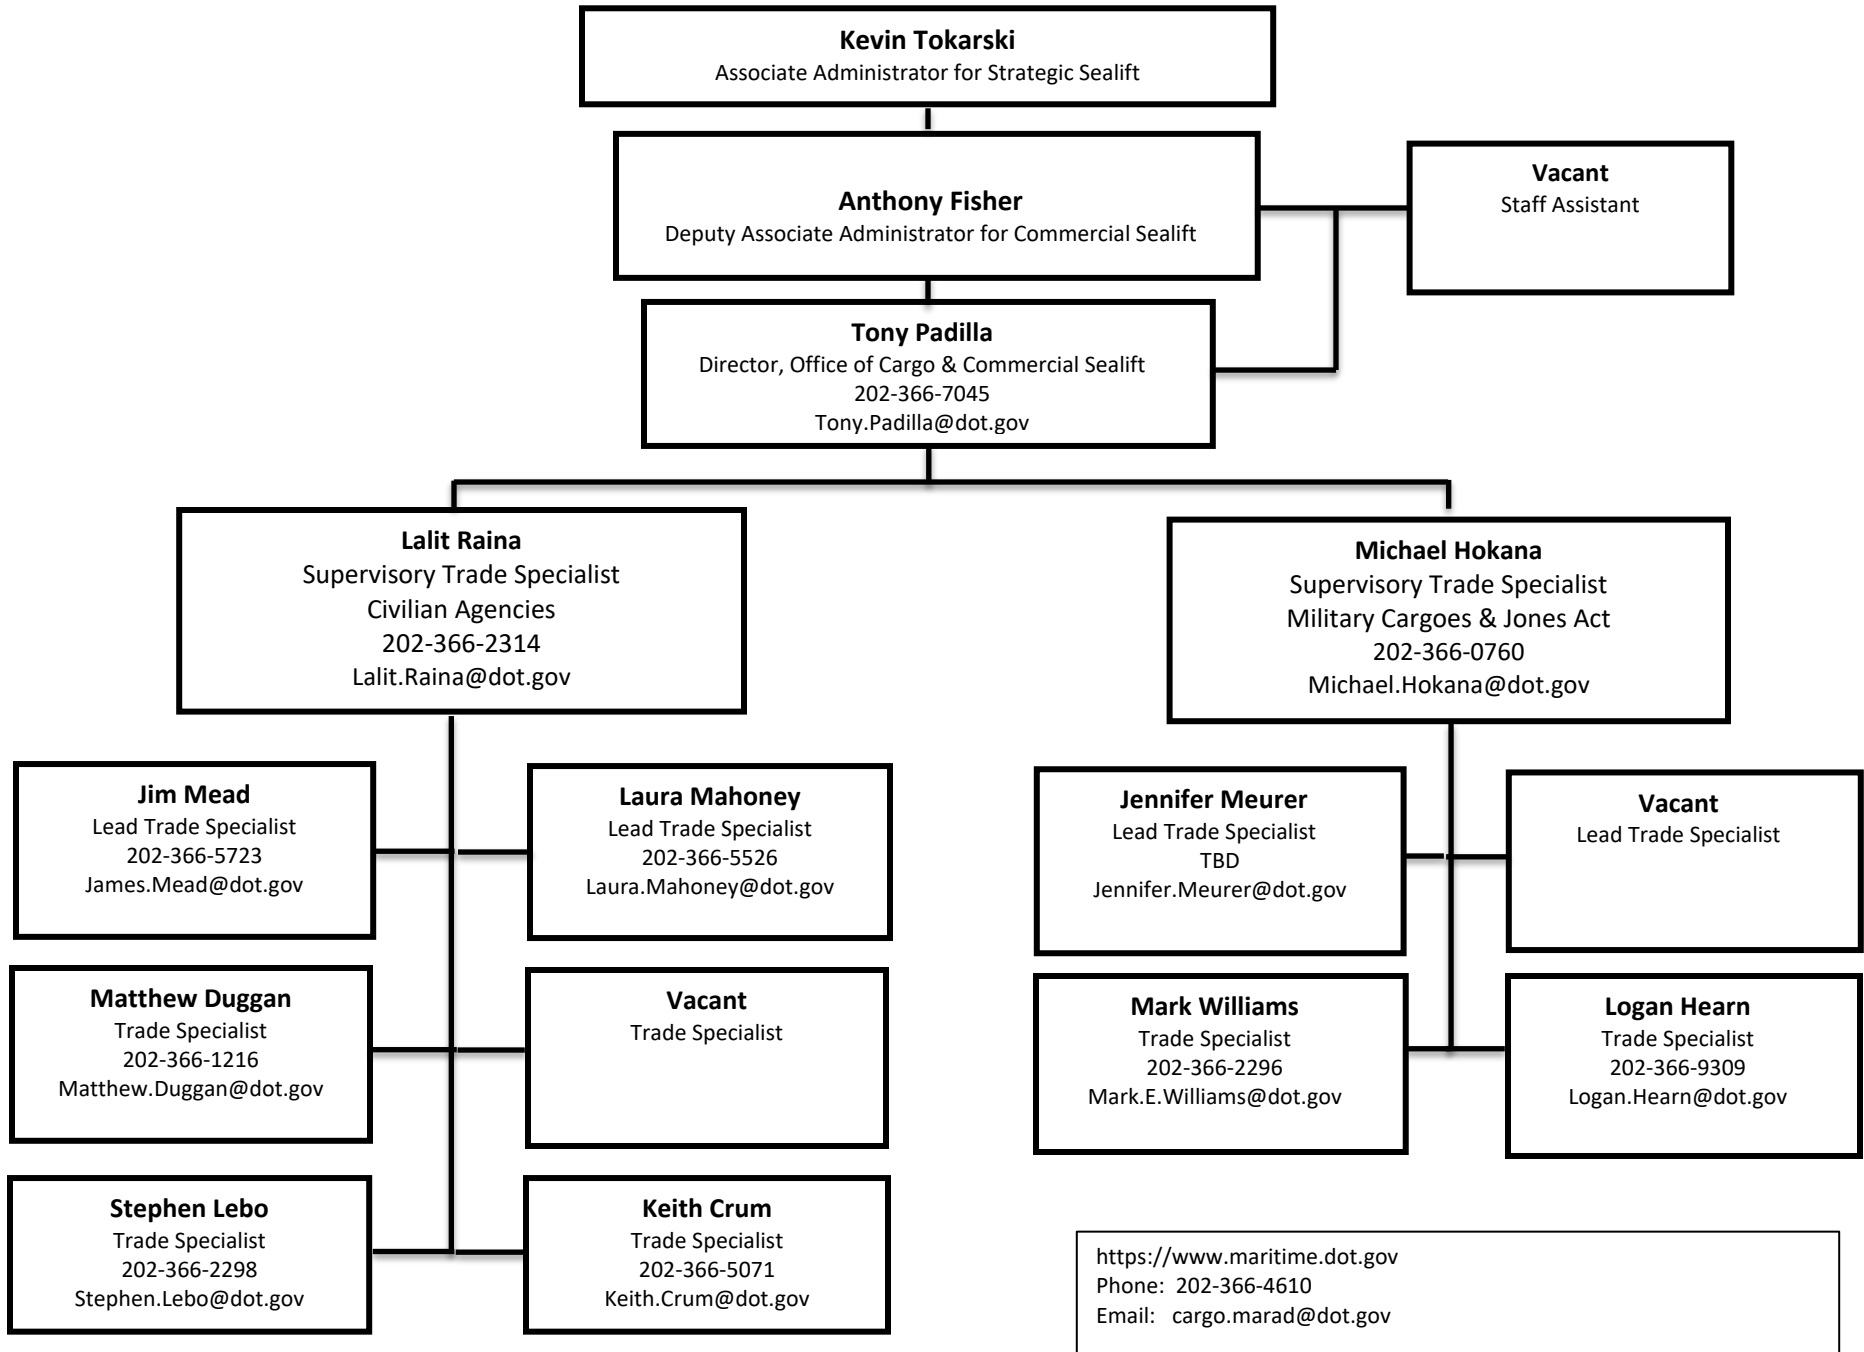 Kevin Tokarski
Associate Administrator for Strategic Sealift
Anthony Fisher
Deputy Associate Administrator for Commercial Sealift
Vacant
Staff Assistant
Tony Padilla
Director, Office of Cargo & Commercial Sealift
202-366-7045
Tony.Padilla@dot.gov
Lalit Raina
Supervisory Trade Specialist
Civilian Agencies
202-366-2314
Lalit.Raina@dot.gov
Michael Hokana
Supervisory Trade Specialist
Military Cargoes & Jones Act
202-366-0760
Michael.Hokana@dot.gov
Jim Mead
Lead Trade Specialist
202-366-5723
James.Mead@dot.gov
Laura Mahoney
Lead Trade Specialist
202-366-5526
Laura.Mahoney@dot.gov
Jennifer Meurer
Lead Trade Specialist
TBD
Jennifer.Meurer@dot.gov
Vacant
Lead Trade Specialist
Matthew Duggan
Trade Specialist
202-366-1216
Matthew.Duggan@dot.gov
Vacant
Trade Specialist
Mark Williams
Trade Specialist
202-366-2296
Mark.E.Williams@dot.gov
Logan Hearn
Trade Specialist
202-366-9309
Logan.Hearn@dot.gov
Stephen Lebo
Trade Specialist
202-366-2298
Stephen.Lebo@dot.gov
Keith Crum
Trade Specialist
202-366-5071
Keith.Crum@dot.gov
https://www.maritime.dot.gov
Phone: 202-366-4610
Email: cargo.marad@dot.gov